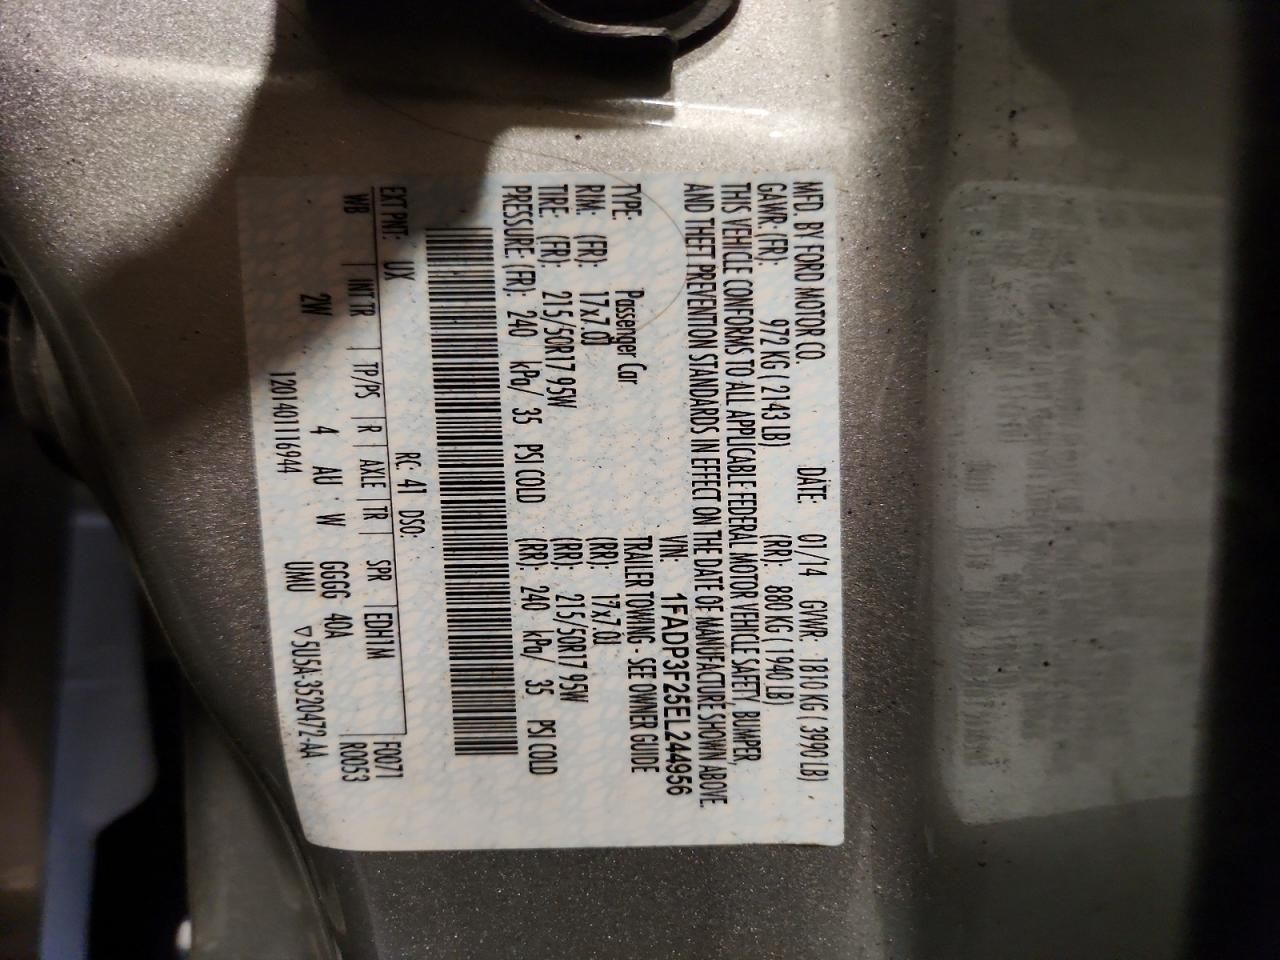 MFD. BY FORD MOTOR CO.
DATE: 01/14 GVWR: 1810 KG ( 3990 LB)
GAWR: (FR): 972 KG ( 2143 LB) (RR): 880 KG ( 1940 LB)
THIS VEHICLE CONFORMS TO ALL APPLICABLE FEDERAL MOTOR VEHICLE SAFETY, BUMPER,
AND THEFT PREVENTION STANDARDS IN EFFECT ON THE DATE OF MANUFACTURE SHOWN ABOVE.
VIN: 1FADP3F25EL244956
TYPE: Passenger Car TRAILER TOWING - SEE OWNER GUIDE
RIM: (FR): 17x7.0J (RR): 17x7.0J
TIRE: (FR): 215/50R17 95W (RR): 215/50R17 95W
PRESSURE: (FR): 240 kPa/ 35 PSI COLD (RR): 240 kPa/ 35 PSI COLD
F0071
R0053
EXT PNT: UX RC: 41 DSO:
WB INT TR TP/PS R AXLE TR SPR EDHIM
2W 4 AU W GGGG 40A
120140116944 UMU ▽5U5A-3520472-AA